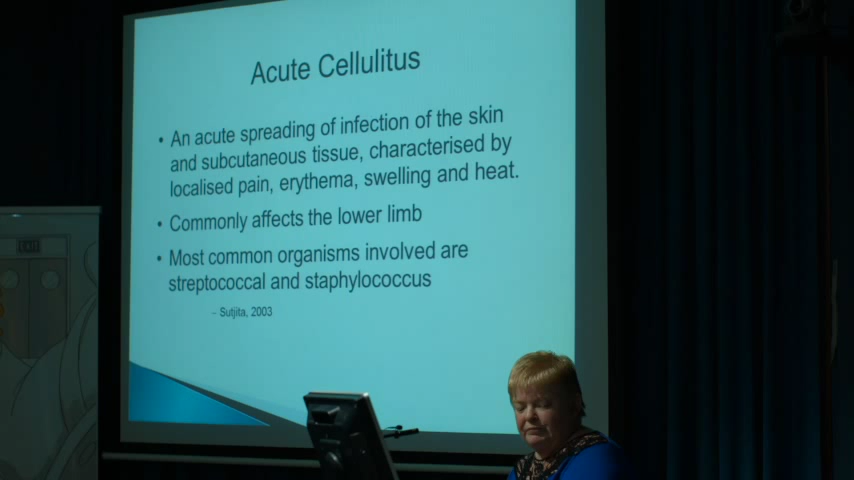 Acute Cellulitus
• An acute spreading of infection of the skin
and subcutaneous tissue, characterised by
localised pain, erythema, swelling and heat.
• Commonly affects the lower limb
• Most common organisms involved are
streptococcal and staphylococcus
– Sutjita, 2003
EXIT